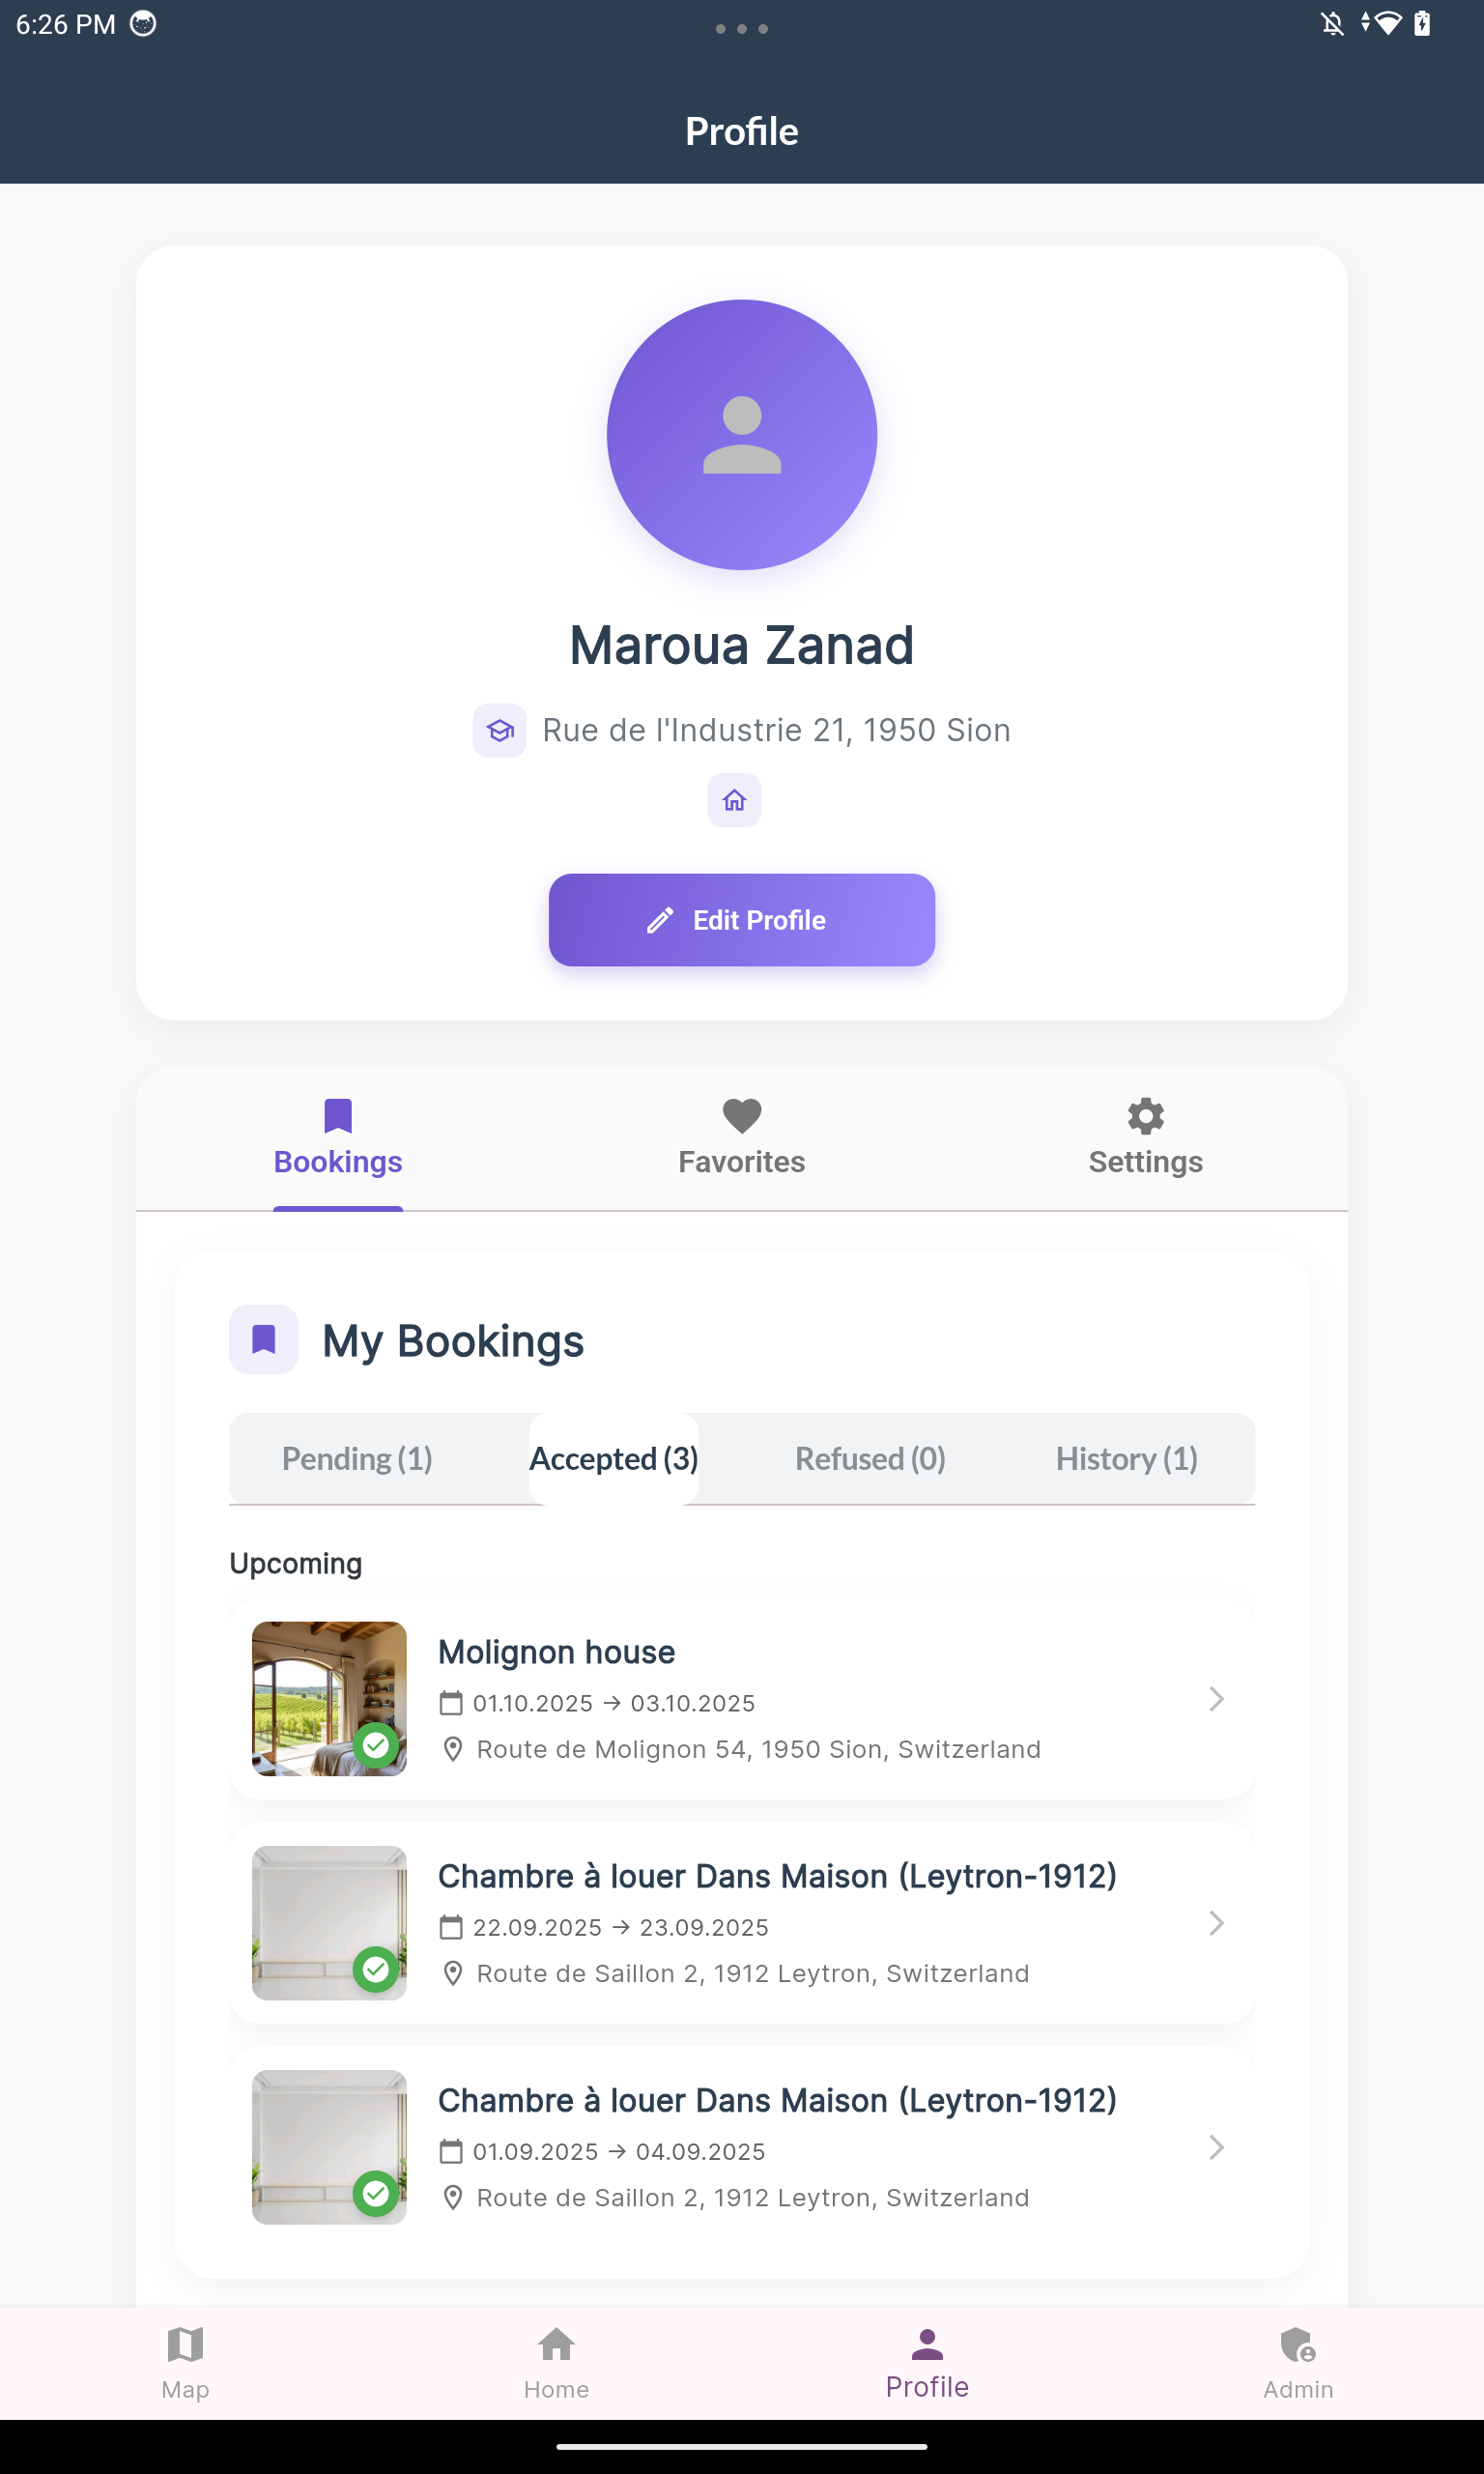 6:26 PM
Profile
Maroua Zanad
Rue de l'Industrie 21, 1950 Sion
Edit Profile
Bookings
Favorites
Settings
My Bookings
Pending (1)
Accepted (3)
Refused (0)
History (1)
Upcoming
Molignon house
01.10.2025 → 03.10.2025
Route de Molignon 54, 1950 Sion, Switzerland
Chambre à louer Dans Maison (Leytron-1912)
22.09.2025 → 23.09.2025
Route de Saillon 2, 1912 Leytron, Switzerland
Chambre à louer Dans Maison (Leytron-1912)
01.09.2025 → 04.09.2025
Route de Saillon 2, 1912 Leytron, Switzerland
Map
Home
Profile
Admin